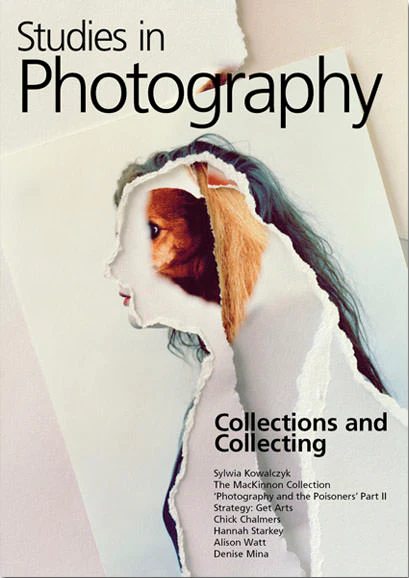 Studies in
Photography
Collections and
Collecting
Sylwia Kowalczyk
The MacKinnon Collection
‘Photography and the Poisoners’ Part II
Strategy: Get Arts
Chick Chalmers
Hannah Starkey
Alison Watt
Denise Mina